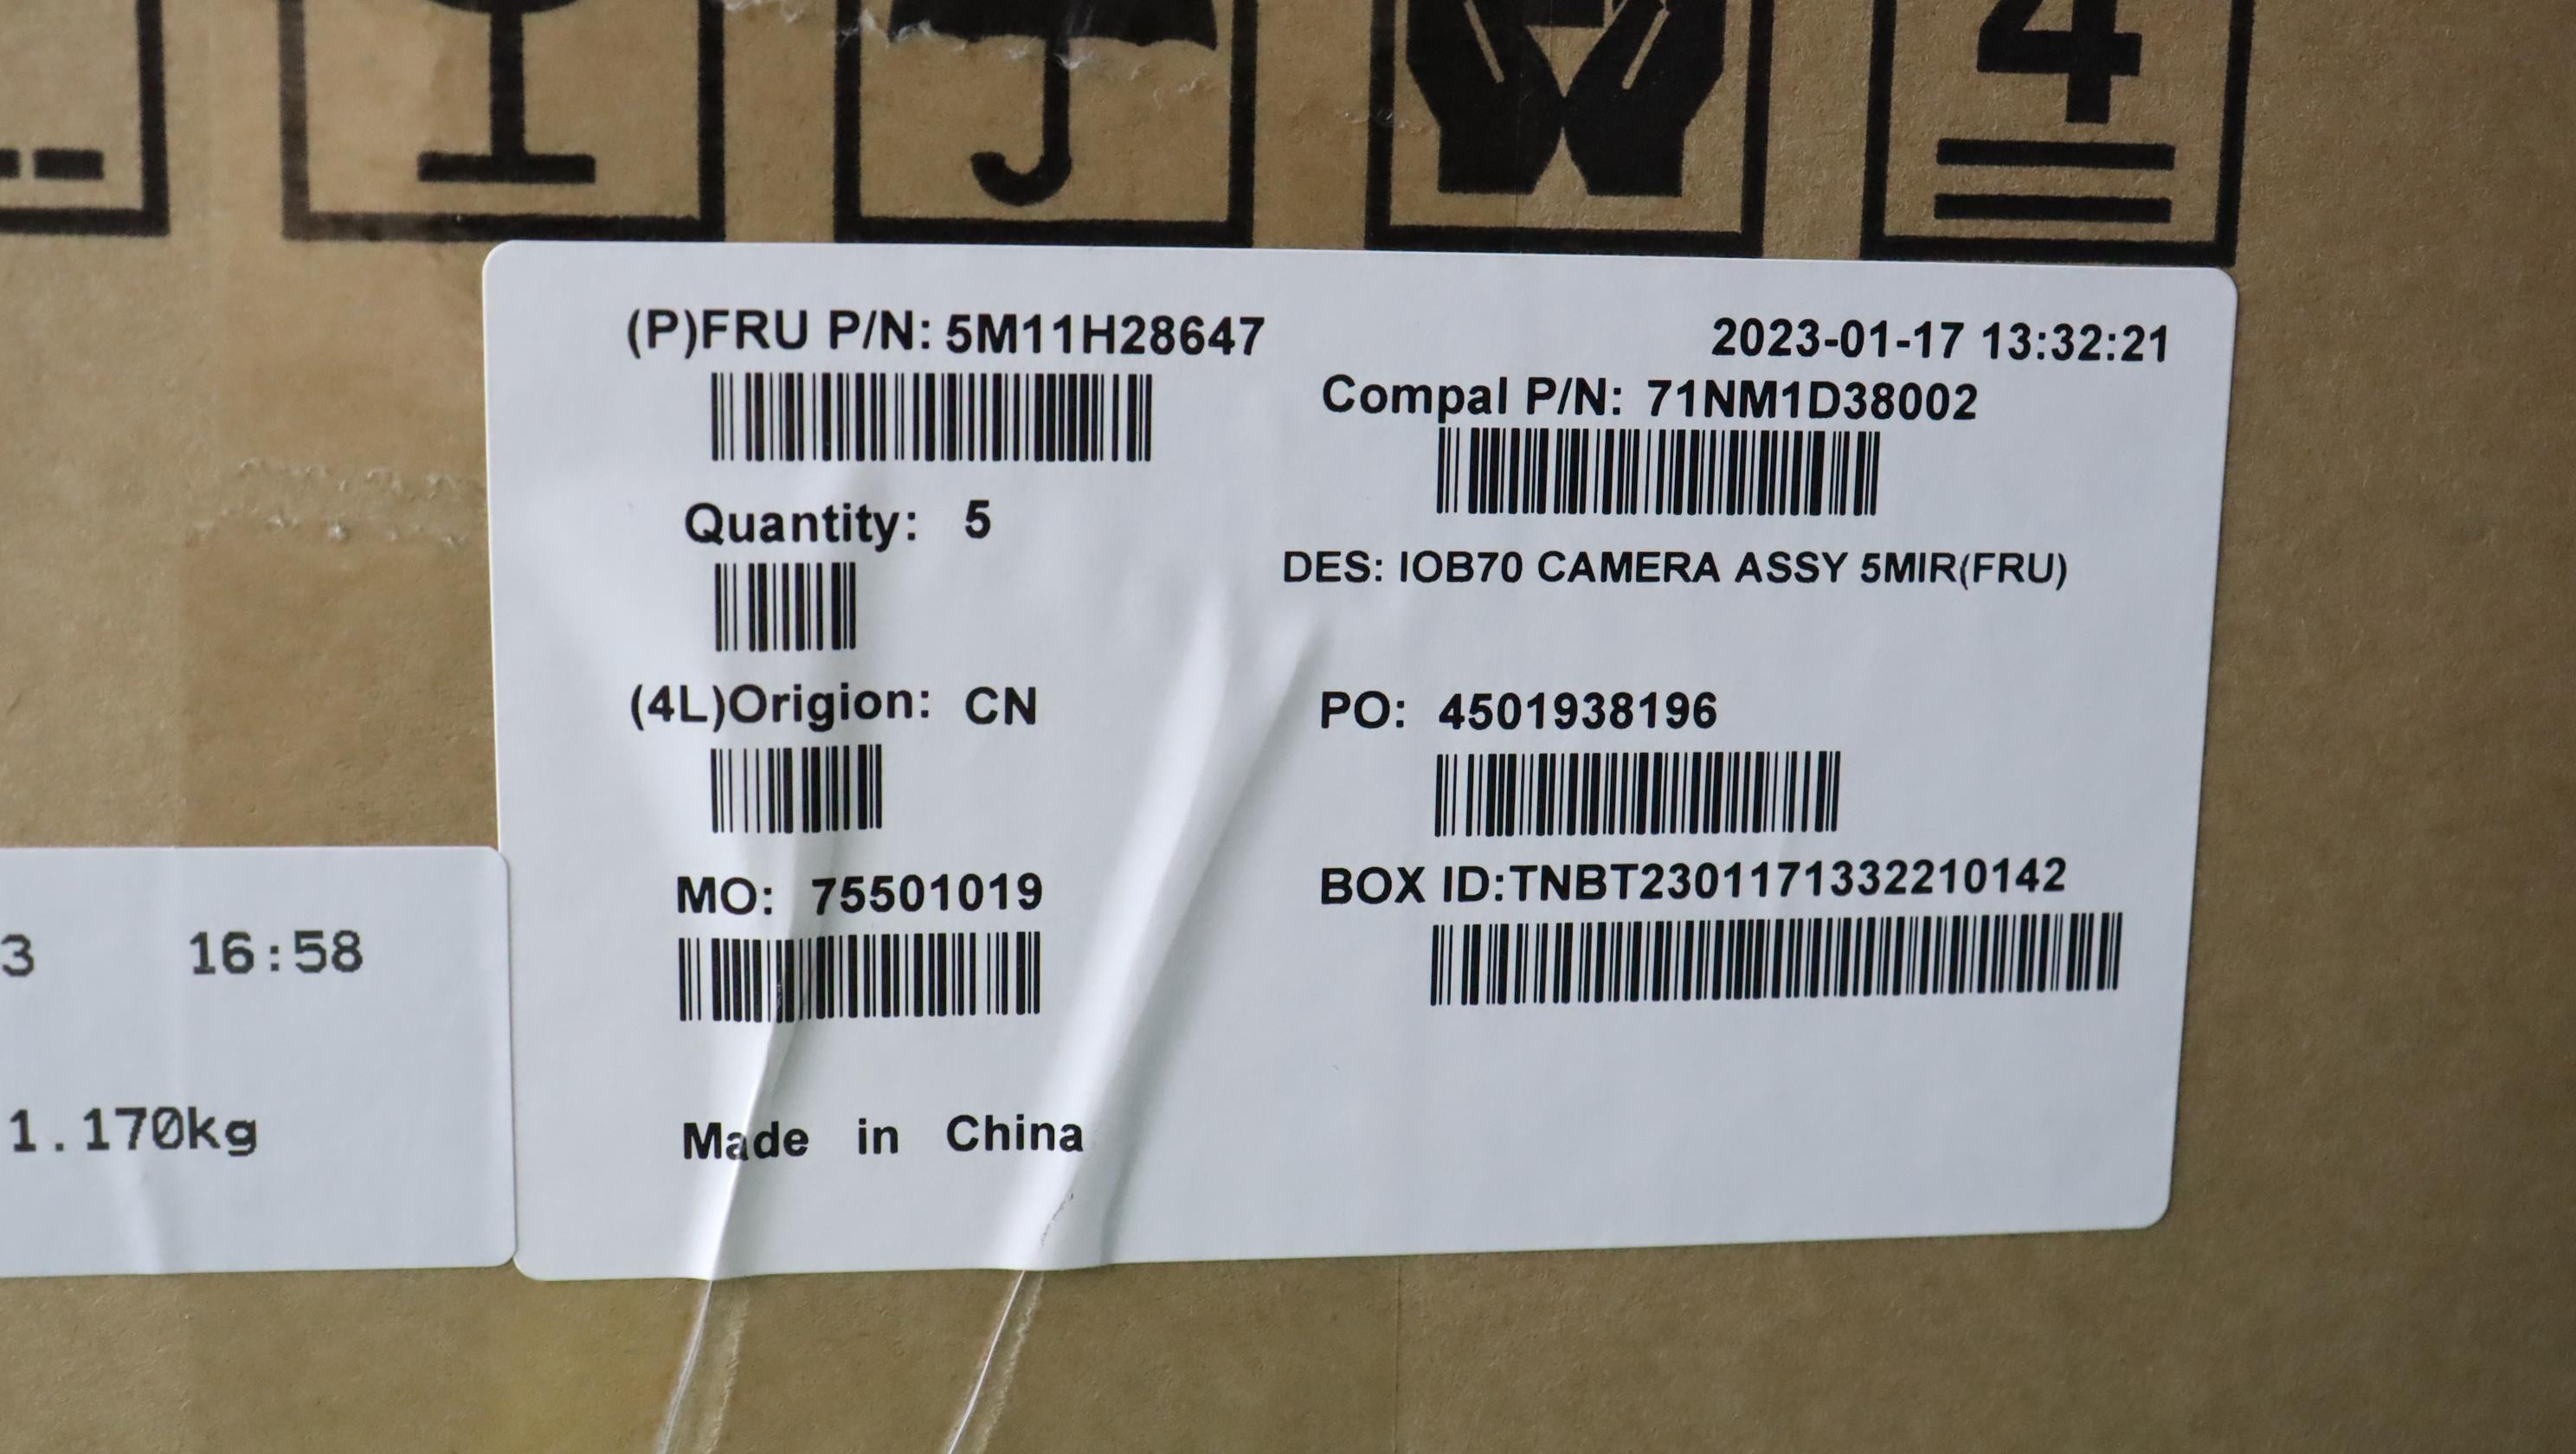 4
(P)FRU P/N: 5M11H28647
2023-01-17 13:32:21
Compal P/N: 71NM1D38002
Quantity: 5
DES: IOB70 CAMERA ASSY 5MIR(FRU)
(4L)Origion: CN
PO: 4501938196
MO: 75501019
BOX ID:TNBT2301171332210142
Made in China
3 16:58
1.170kg